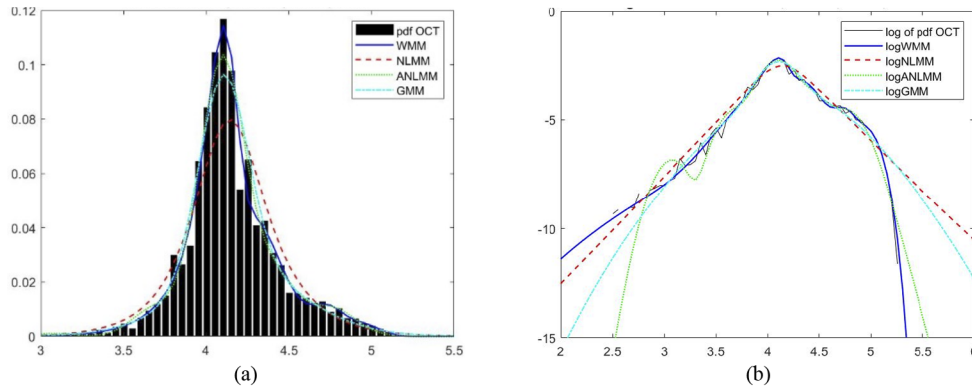 0.12
0.1
0.08
0.06
0.04
0.02
0
3
3.5
4
4.5
5
5.5
pdf OCT
WMM
NLMM
ANLMM
GMM
(a)
0
-5
-10
-15
2
2.5
3
3.5
4
4.5
5
5.5
log of pdf OCT
logWMM
logNLMM
logANLMM
logGMM
(b)